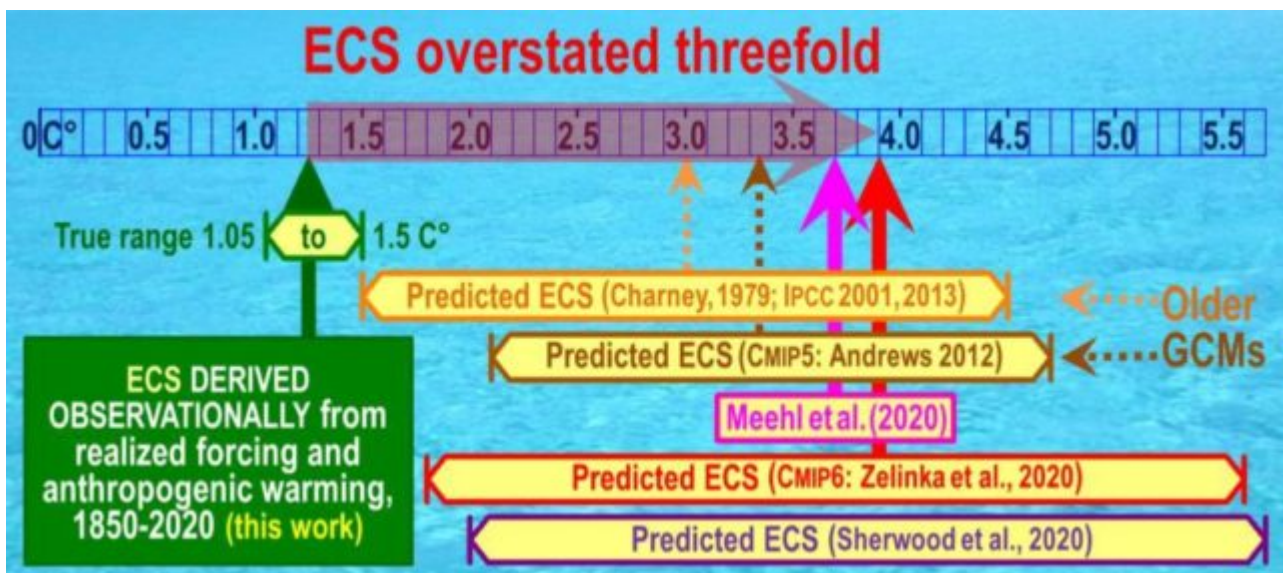 ECS overstated threefold
0 C° 0.5 1.0 1.5 2.0 2.5 3.0 3.5 4.0 4.5 5.0 5.5
True range 1.05 to 1.5 C°
Predicted ECS (Charney, 1979; IPCC 2001, 2013)
Older
GCMs
Predicted ECS (CMIP5: Andrews 2012)
ECS DERIVED
OBSERVATIONALLY from
realized forcing and
anthropogenic warming,
1850-2020 (this work)
Meehl et al. (2020)
Predicted ECS (CMIP6: Zelinka et al., 2020)
Predicted ECS (Sherwood et al., 2020)